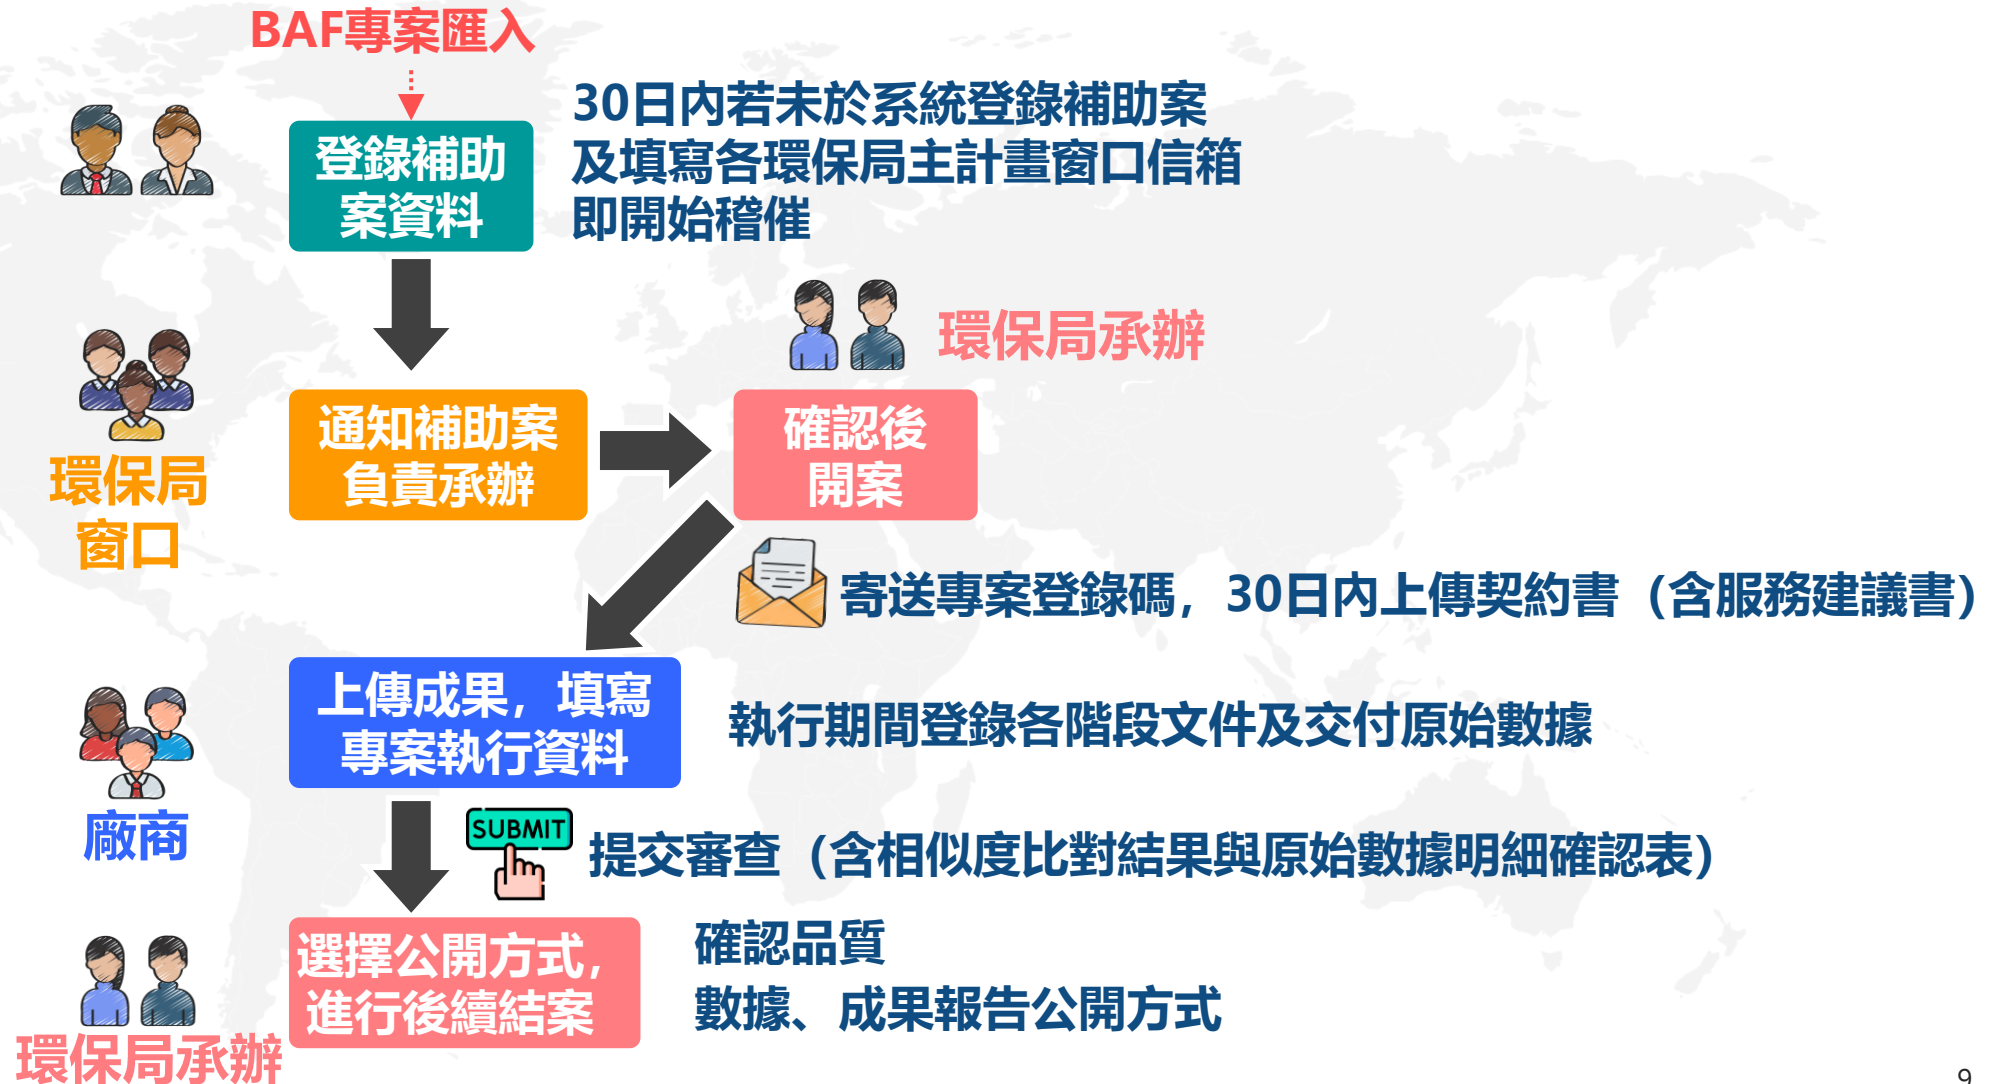 BAF專案匯入
登錄補助
案資料
30日內若未於系統登錄補助案
及填寫各環保局主計畫窗口信箱
即開始稽催
環保局
窗口
通知補助案
負責承辦
環保局承辦
確認後
開案
寄送專案登錄碼，30日內上傳契約書（含服務建議書）
廠商
上傳成果，填寫
專案執行資料
執行期間登錄各階段文件及交付原始數據
SUBMIT
提交審查（含相似度比對結果與原始數據明細確認表）
環保局承辦
選擇公開方式，
進行後續結案
確認品質
數據、成果報告公開方式
9